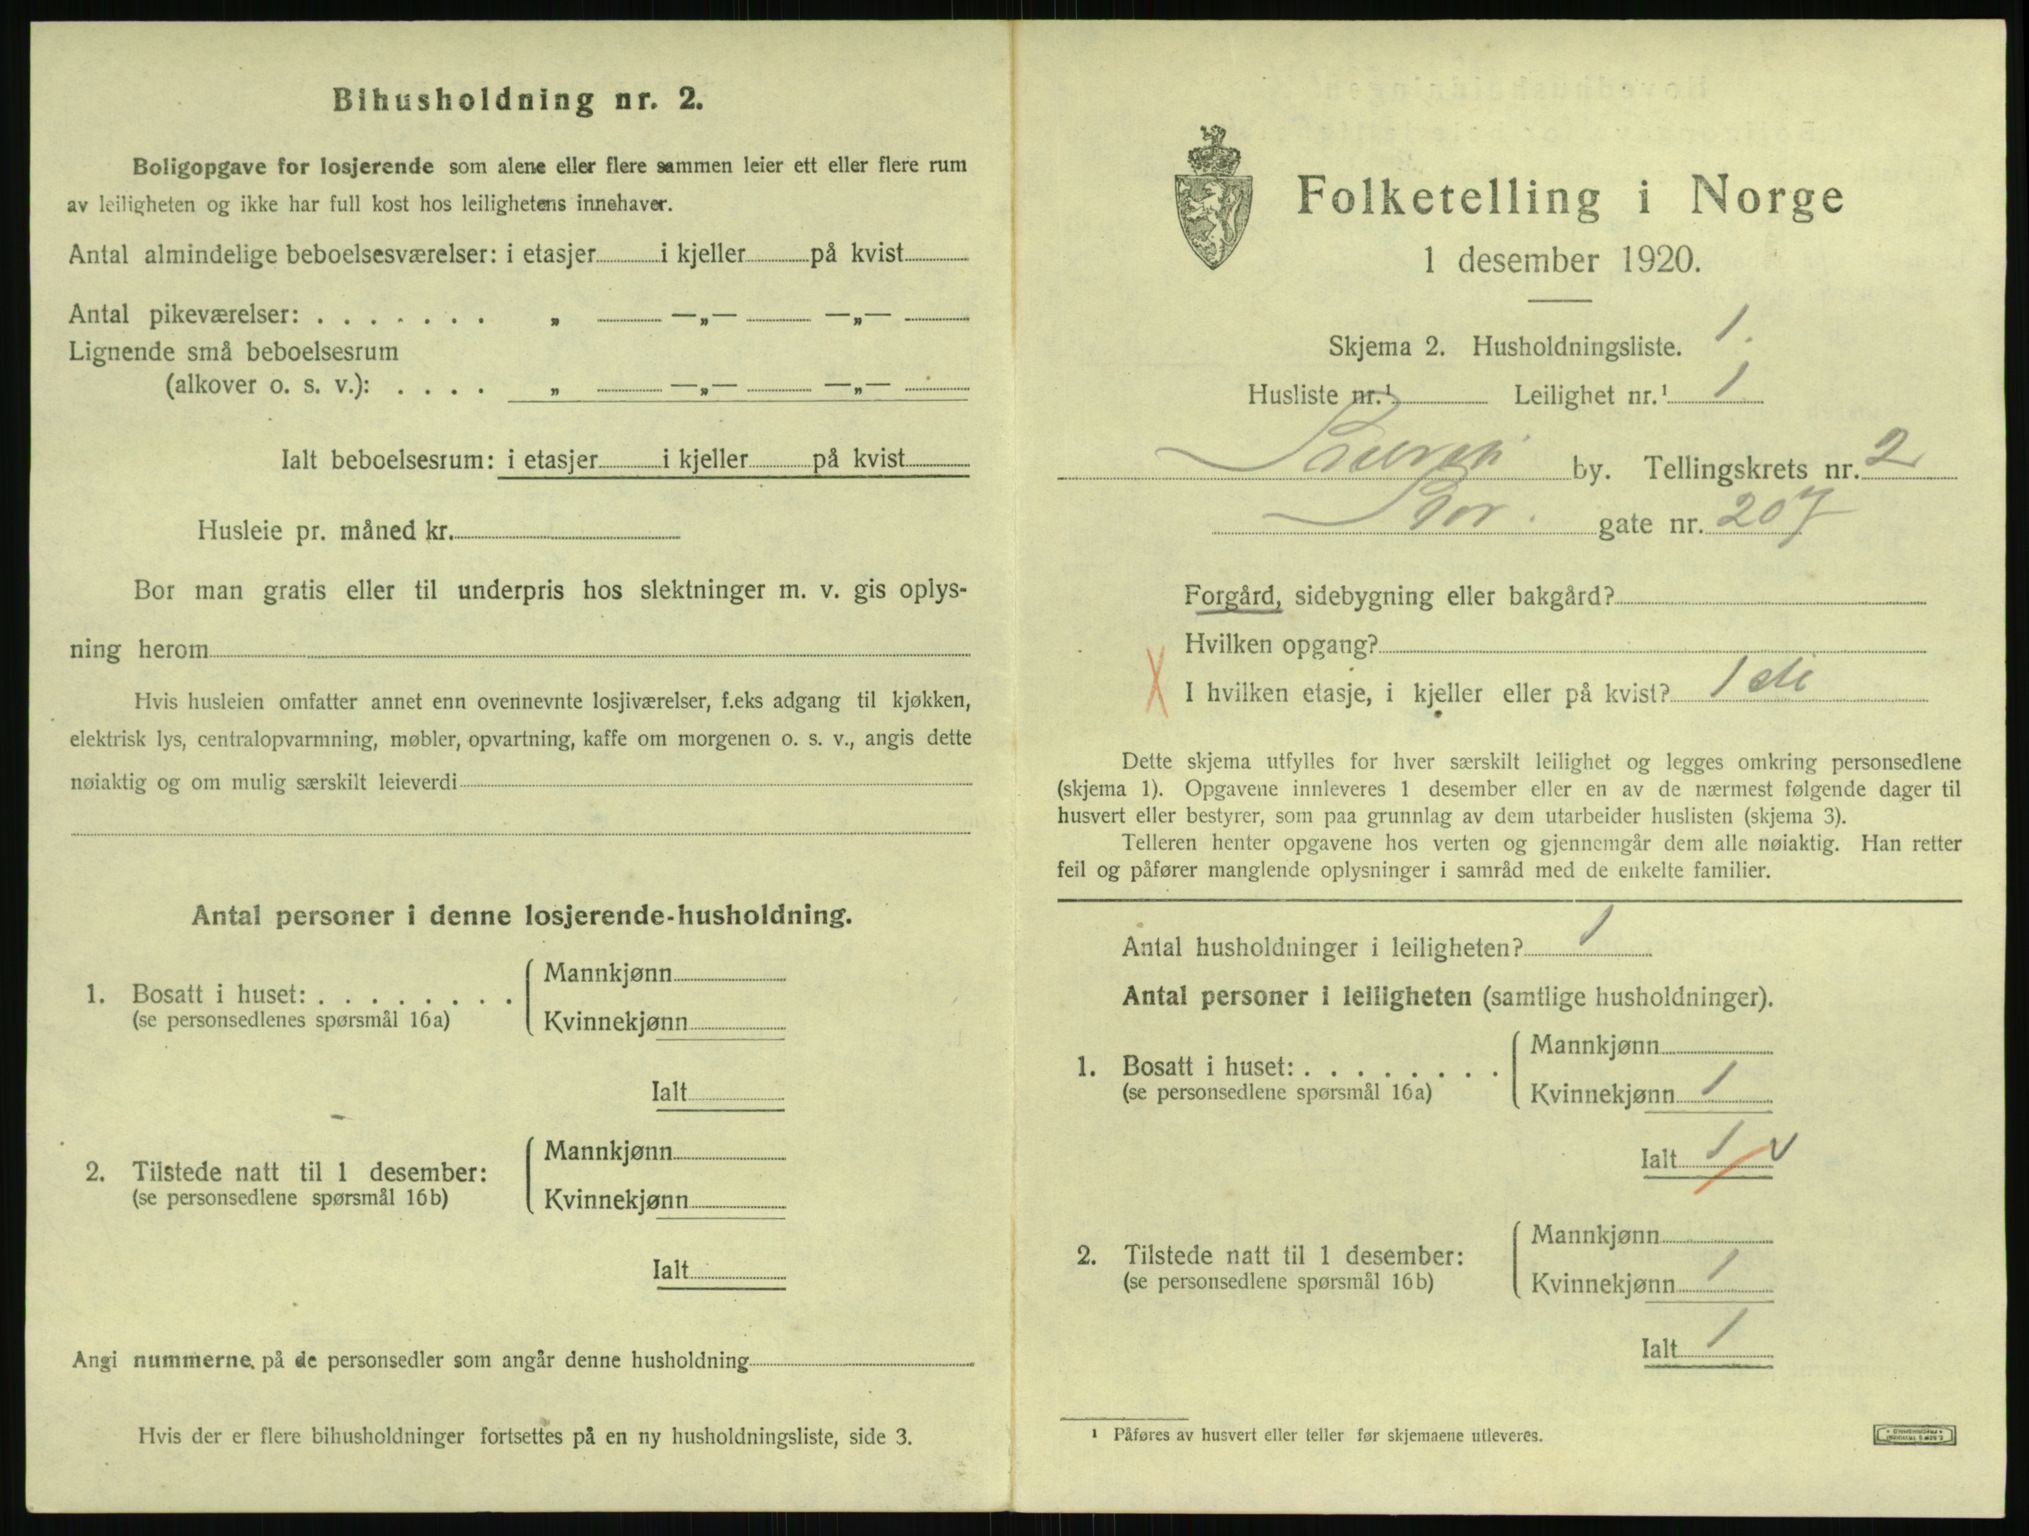 Bihusholdning nr. 2.
Boligopgave for losjerende som alene eller flere sammen leier ett eller flere rum
av leiligheten og ikke har full kost hos leilighetens innehaver.
Antal almindelige beboelsesværelser: i etasjer i kjeller på kvist
Antal pikeværelser: . . . . . . . „ —„— —„—
Lignende små beboelsesrum
(alkover o. s. v.): . . . . „ —„— —„—
Ialt beboelsesrum: i etasjer i kjeller på kvist
Husleie pr. måned kr.
Bor man gratis eller til underpris hos slektninger m. v. gis oplys-
ning herom
Hvis husleien omfatter annet enn ovennevnte losjiværelser, f.eks adgang til kjøkken,
elektrisk lys, centralopvarmning, møbler, opvartning, kaffe om morgenen o. s. v., angis dette
nøiaktig og om mulig særskilt leieverdi
Antal personer i denne losjerende-husholdning.
1. Bosatt i huset: . . . . . . . .
(se personsedlenes spørsmål 16a)
Mannkjønn
Kvinnekjønn
Ialt
2. Tilstede natt til 1 desember:
(se personsedlene spørsmål 16b)
Mannkjønn
Kvinnekjønn
Ialt
Angi nummerne, på de personsedler som angår denne husholdning
Hvis der er flere bihusholdninger fortsettes på en ny husholdningsliste, side 3.
Folketelling i Norge
1 desember 1920.
Skjema 2. Husholdningsliste. 1.
Husliste nr.¹ Leilighet nr.¹ 1
by. Tellingskrets nr. 2
Stor. gate nr. 207
Forgård, sidebygning eller bakgård?
Hvilken opgang?
X I hvilken etasje, i kjeller eller på kvist? 1ste
Dette skjema utfylles for hver særskilt leilighet og legges omkring personsedlene
(skjema 1). Opgavene innleveres 1 desember eller en av de nærmest følgende dager til
husvert eller bestyrer, som paa grunnlag av dem utarbeider huslisten (skjema 3).
Telleren henter opgavene hos verten og gjennemgår dem alle nøiaktig. Han retter
feil og påfører manglende oplysninger i samråd med de enkelte familier.
Antal husholdninger i leiligheten? 1
Antal personer i leiligheten (samtlige husholdninger).
1. Bosatt i huset: . . . . . . . .
(se personsedlene spørsmål 16a)
Mannkjønn
Kvinnekjønn 1
Ialt 1
2. Tilstede natt til 1 desember:
(se personsedlene spørsmål 16b)
Mannkjønn
Kvinnekjønn 1
Ialt 1
¹ Påføres av husvert eller teller før skjemaene utleveres.